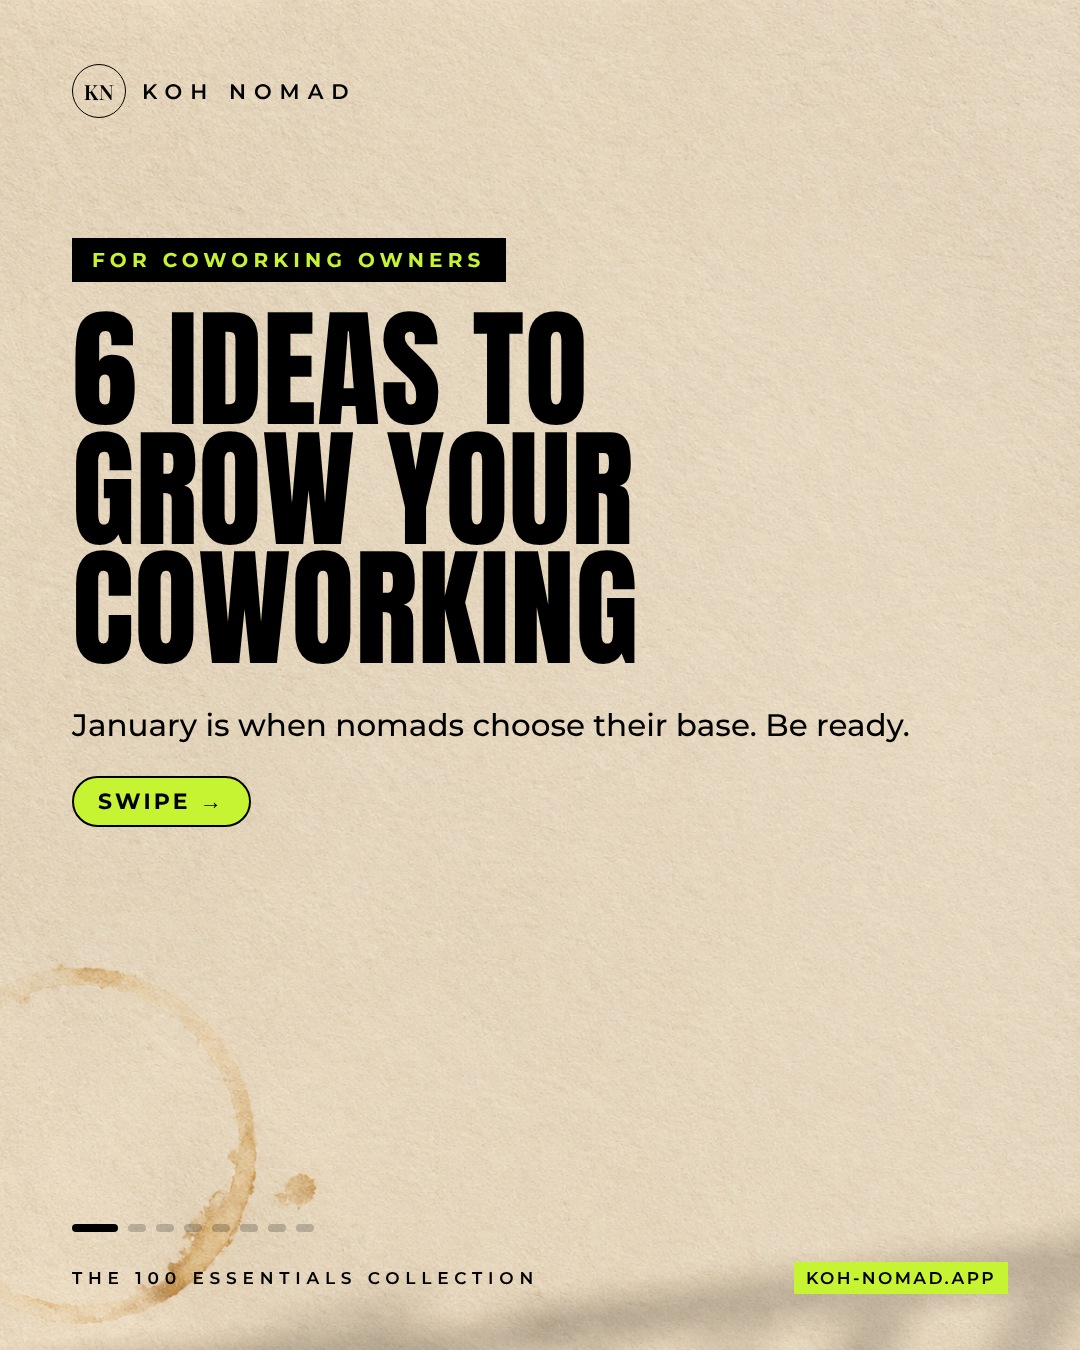 KN
KOH NOMAD
FOR COWORKING OWNERS
6 IDEAS TO
GROW YOUR
COWORKING
January is when nomads choose their base. Be ready.
SWIPE →
THE 100 ESSENTIALS COLLECTION
KOH-NOMAD.APP